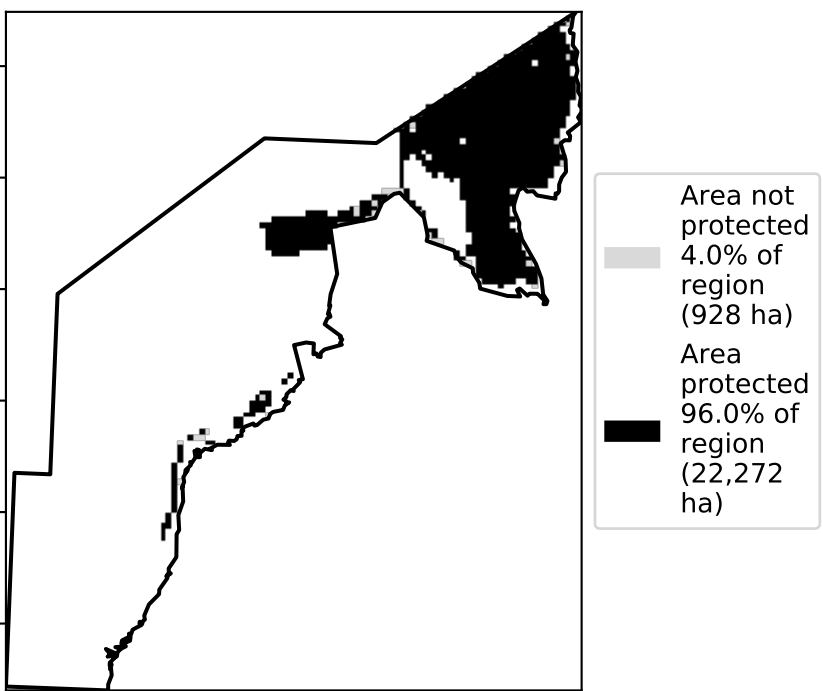 Area not
protected
4.0% of
region
(928 ha)
Area
protected
96.0% of
region
(22,272
ha)